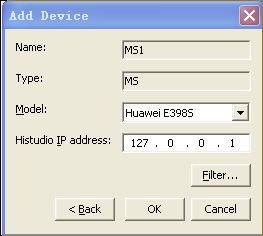 Add Device
Name: MS1
Type: MS
Model: Huawei E398S
Histudio IP address: 127 . 0 . 0 . 1
Filter...
< Back OK Cancel